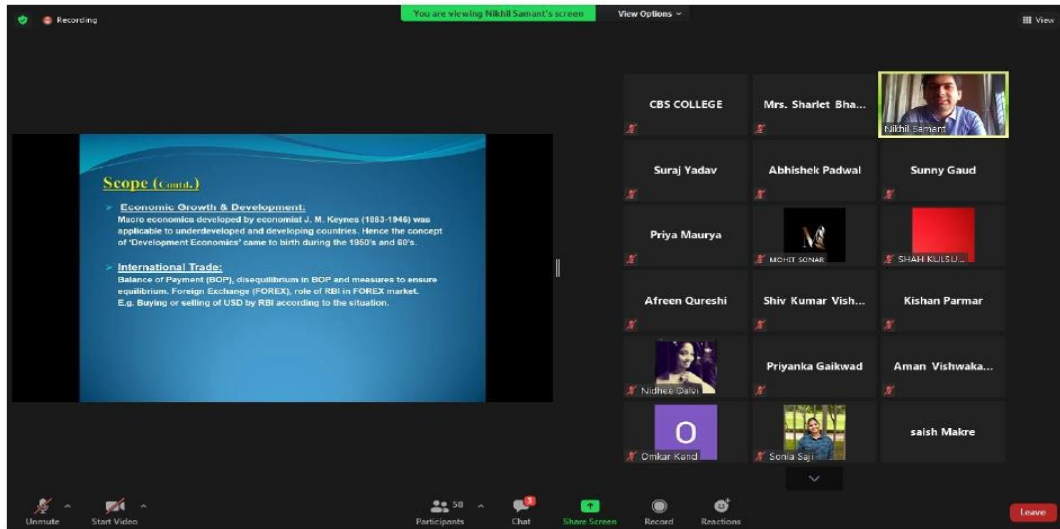 Recording
You are viewing Nikhil Samant's screen
View Options
View
Scope (Contd.)
Economic Growth & Development:
Macro economics developed by economist J. M. Keynes (1883-1946) was
applicable to underdeveloped and developing countries. Hence the concept
of 'Development Economics' came to birth during the 1950's and 60's.
International Trade:
Balance of Payment (BOP), disequilibrium in BOP and measures to ensure
equilibrium. Foreign Exchange (FOREX), role of RBI in FOREX market.
E.g. Buying or selling of USD by RBI according to the situation.
CBS COLLEGE
Mrs. Sharlet Bha...
Nikhil Samant
Suraj Yadav
Abhishek Padwal
Sunny Gaud
Priya Maurya
M
MOHIT SONAR
SHAH KULSU...
Afreen Qureshi
Shiv Kumar Vish...
Kishan Parmar
Nidhee Dalvi
Priyanka Gaikwad
Aman Vishwaka...
O
Omkar Kand
Sonia Saji
saish Makre
Unmute
Start Video
58
Participants
3
Chat
Share Screen
Record
Reactions
Leave